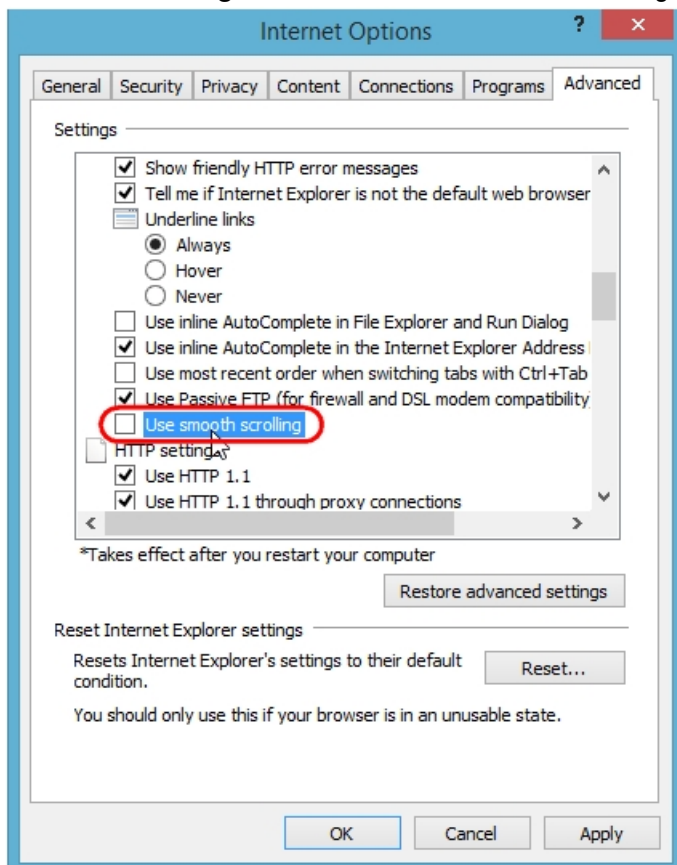 Internet Options
?
General Security Privacy Content Connections Programs Advanced
Settings
Show friendly HTTP error messages
Tell me if Internet Explorer is not the default web browser
Underline links
Always
Hover
Never
Use inline AutoComplete in File Explorer and Run Dialog
Use inline AutoComplete in the Internet Explorer Address
Use most recent order when switching tabs with Ctrl+Tab
Use Passive FTP (for firewall and DSL modem compatibility
Use smooth scrolling
HTTP settings
Use HTTP 1.1
Use HTTP 1.1 through proxy connections
*Takes effect after you restart your computer
Restore advanced settings
Reset Internet Explorer settings
Resets Internet Explorer's settings to their default
condition.
Reset...
You should only use this if your browser is in an unusable state.
OK Cancel Apply